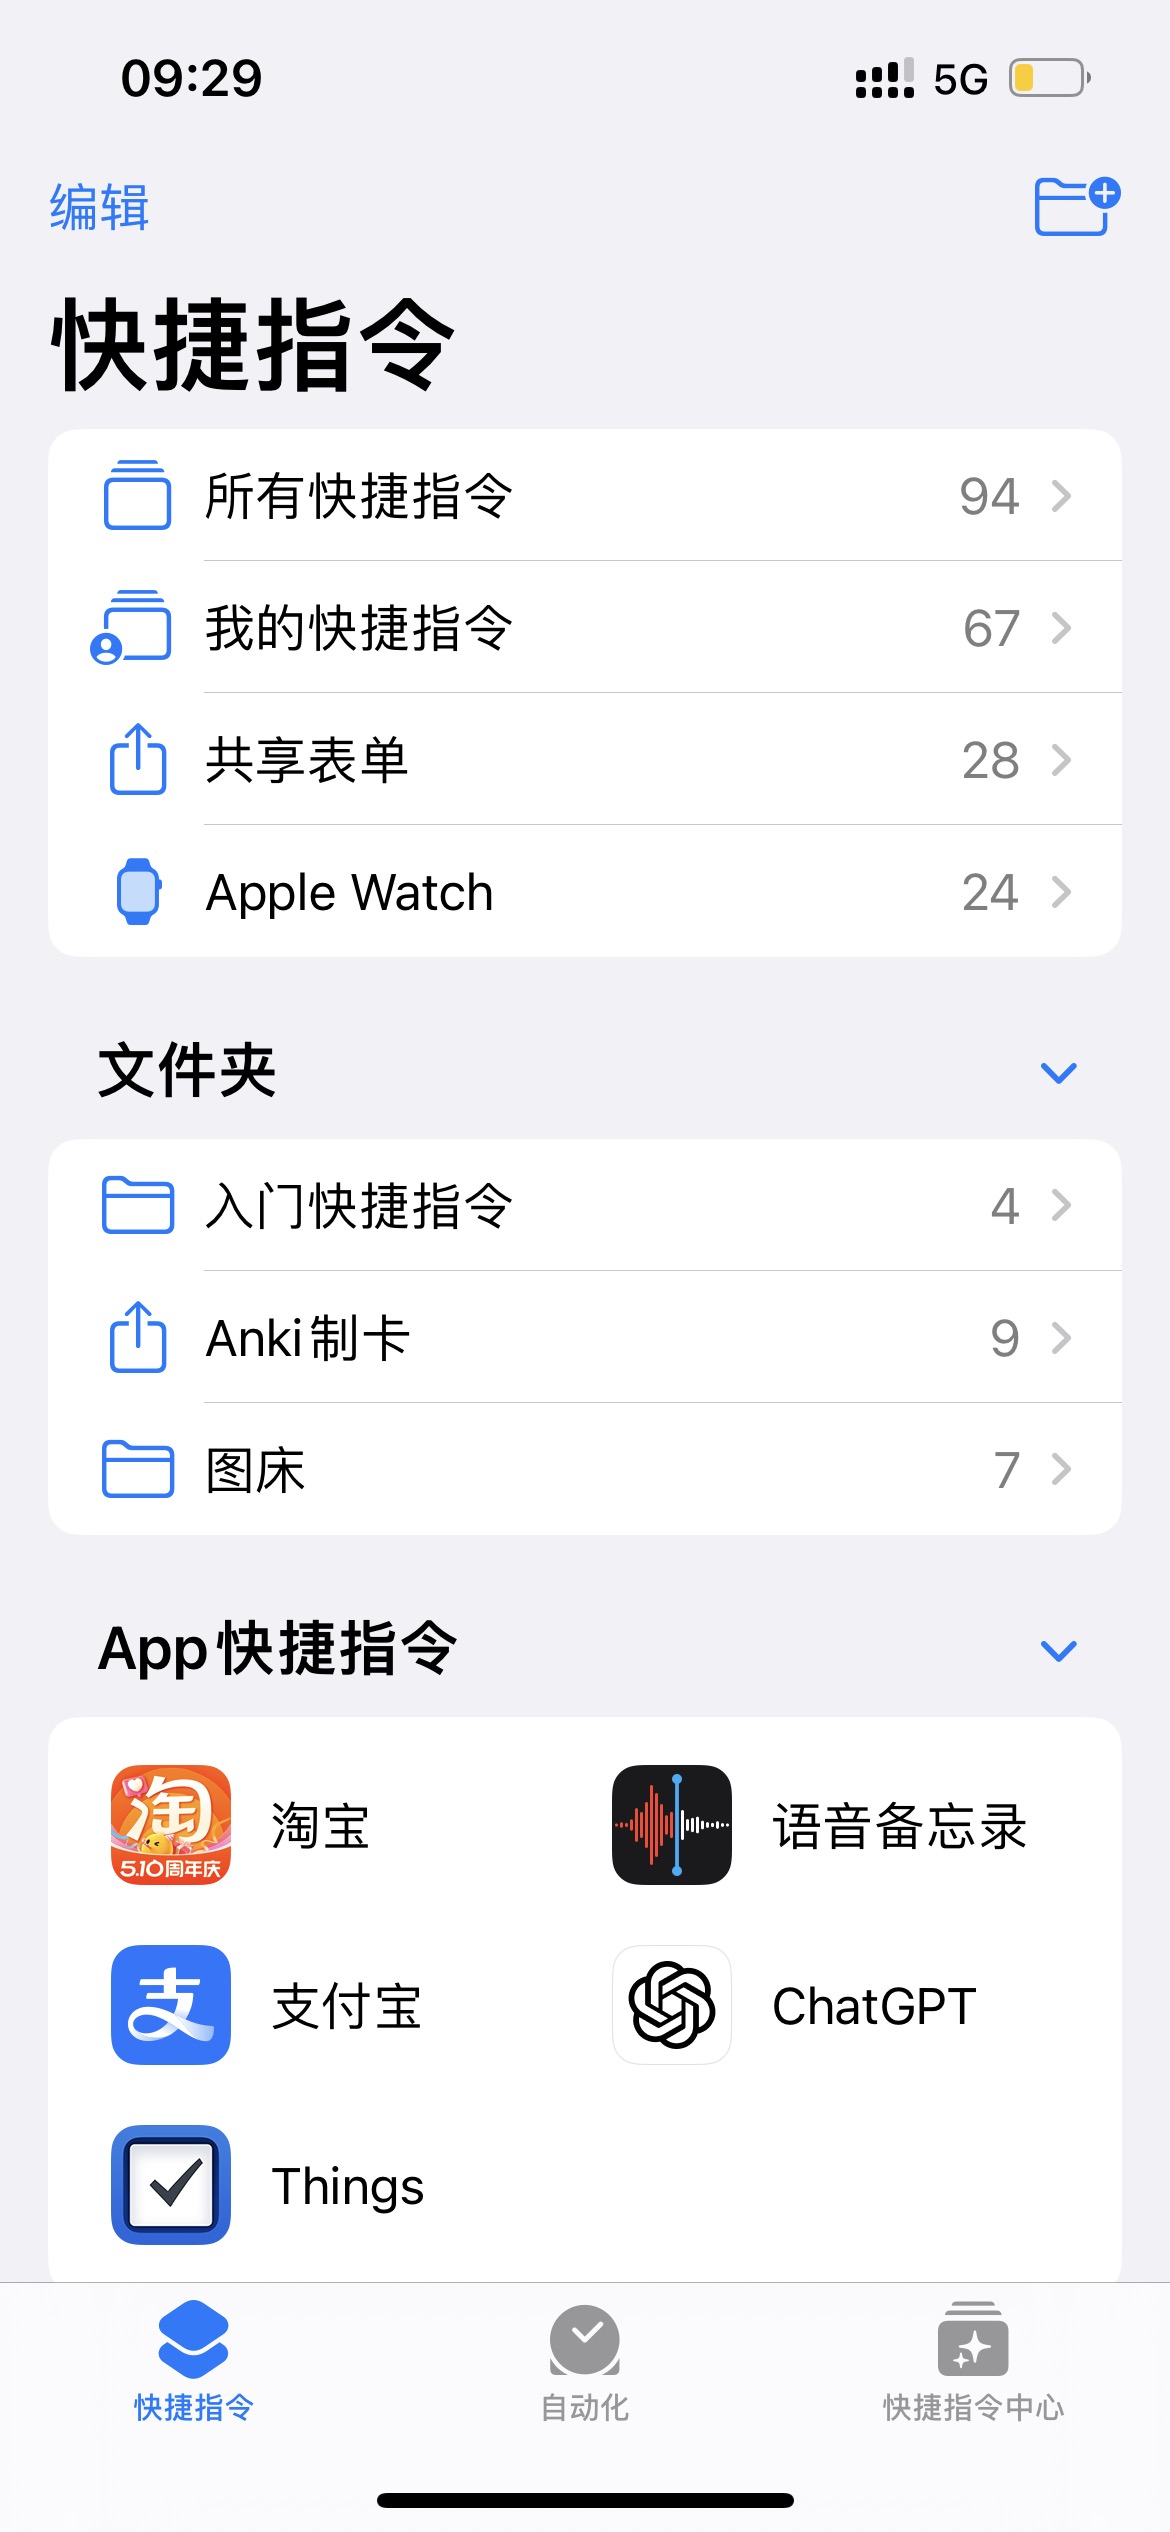 09:29
5G
编辑
快捷指令
所有快捷指令 94
我的快捷指令 67
共享表单 28
Apple Watch 24
文件夹
入门快捷指令 4
Anki制卡 9
图床 7
App快捷指令
淘
5.10周年庆
淘宝
语音备忘录
支
支付宝
ChatGPT
Things
快捷指令
自动化
快捷指令中心